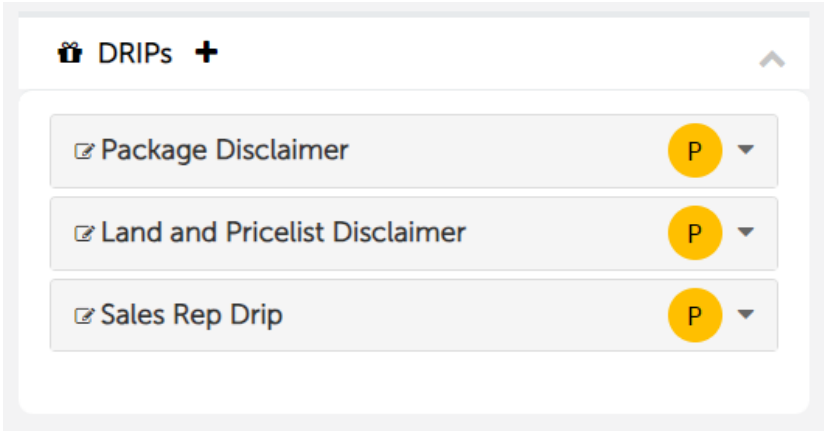 DRIPs +
Package Disclaimer P
Land and Pricelist Disclaimer P
Sales Rep Drip P